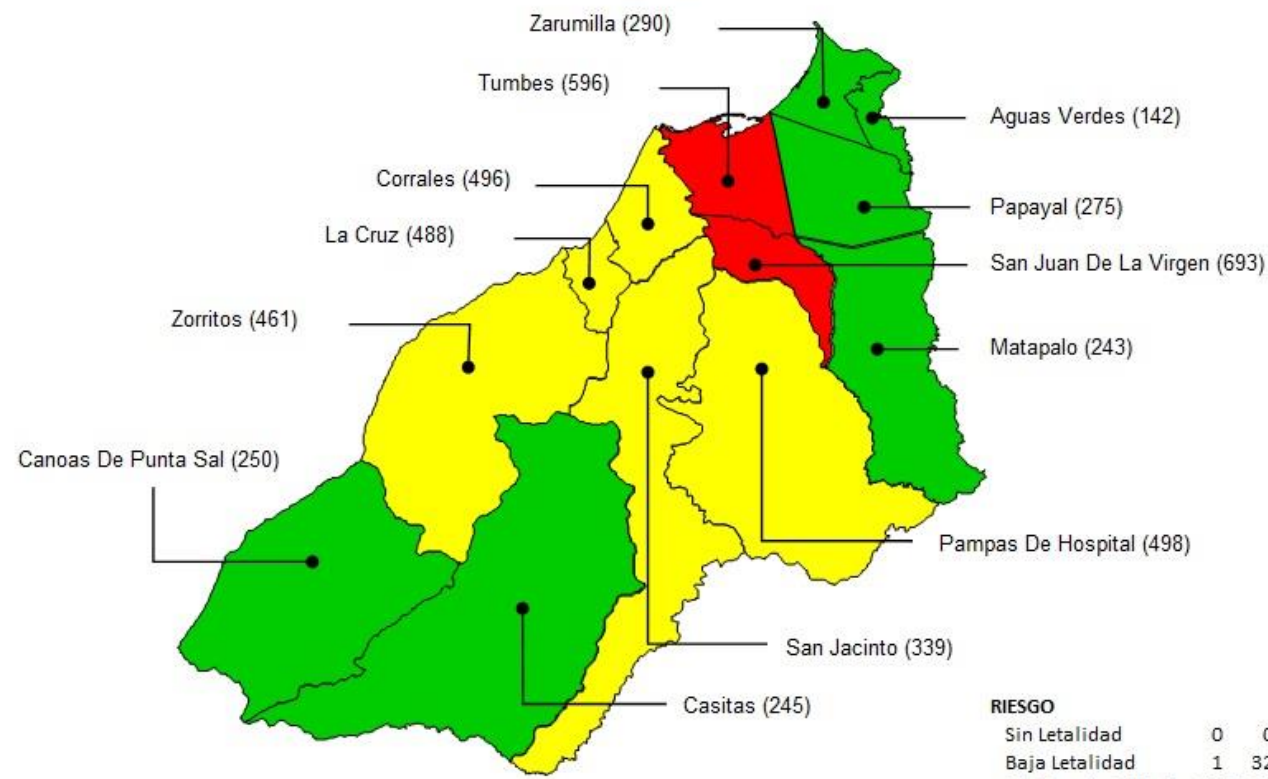 Zarumilla (290)
Tumbes (596)
Aguas Verdes (142)
Corrales (496)
Papayal (275)
La Cruz (488)
San Juan De La Virgen (693)
Zorritos (461)
Matapalo (243)
Canoas De Punta Sal (250)
Pampas De Hospital (498)
San Jacinto (339)
Casitas (245)
RIESGO
Sin Letalidad 0 0
Baja Letalidad 1